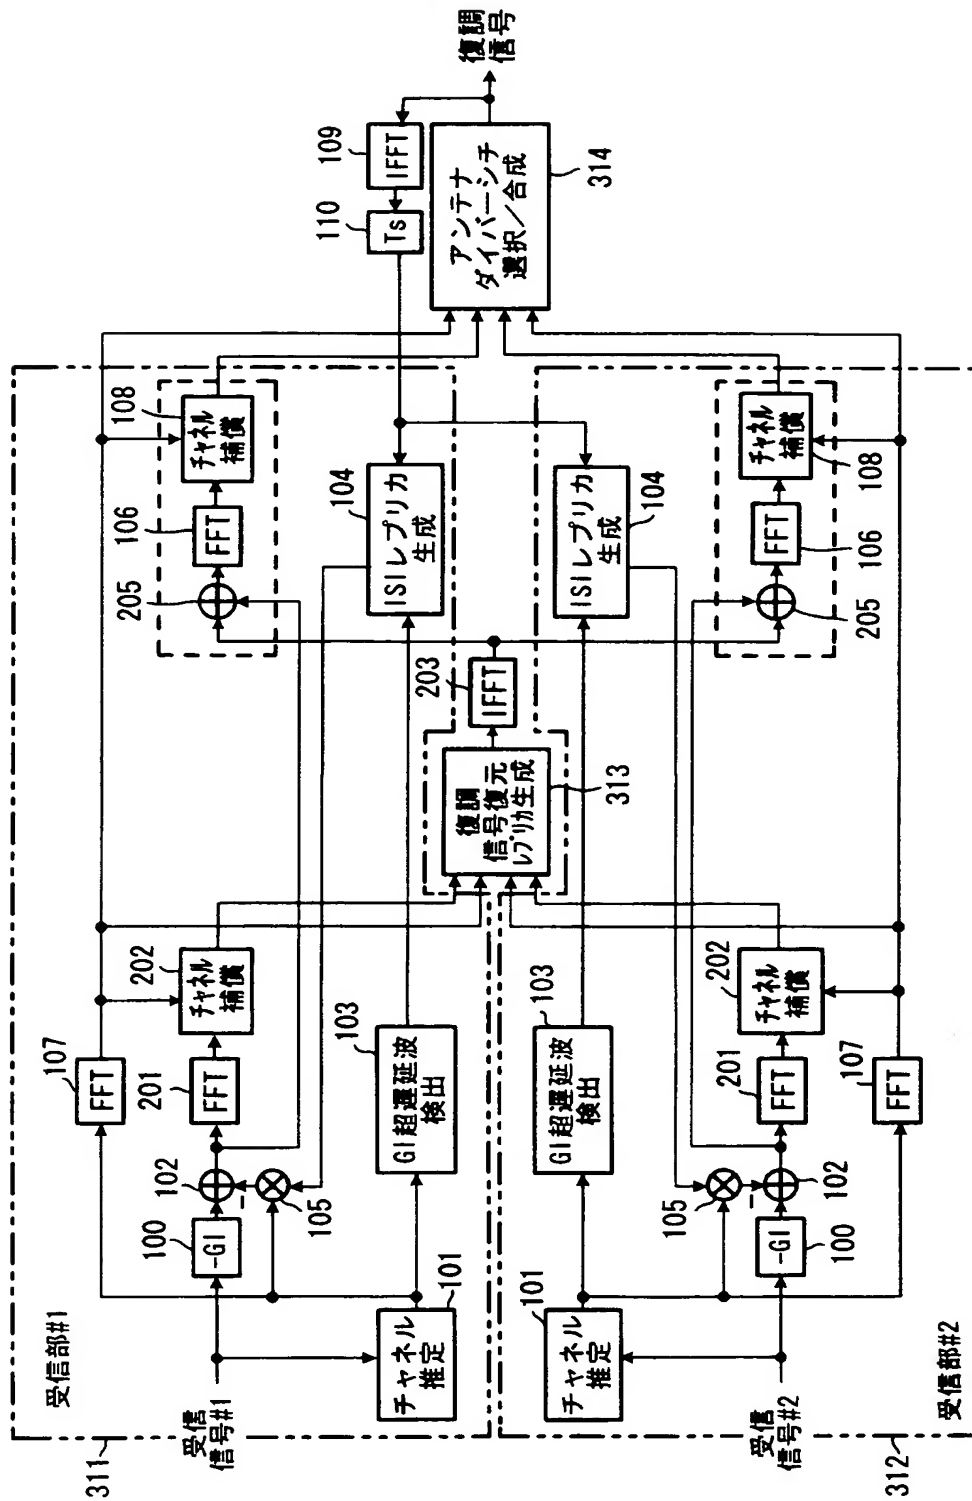 311
受信部#1
受信
信号#1
チャネル
推定
101
-GI
100
102
105
FFT
107
FFT
201
チャネル
補償
202
GI超遅延波
検出
103
ISIレプリカ
生成
104
205
FFT
106
チャネル
補償
108
復調
信号復元
レプリカ生成
313
IFFT
203
Ts
110
IFFT
109
アンテナ
ダイバーシチ
選択/合成
314
復調
信号
312
受信部#2
受信
信号#2
チャネル
推定
101
-GI
100
102
105
FFT
107
FFT
201
チャネル
補償
202
GI超遅延波
検出
103
ISIレプリカ
生成
104
205
FFT
106
チャネル
補償
108